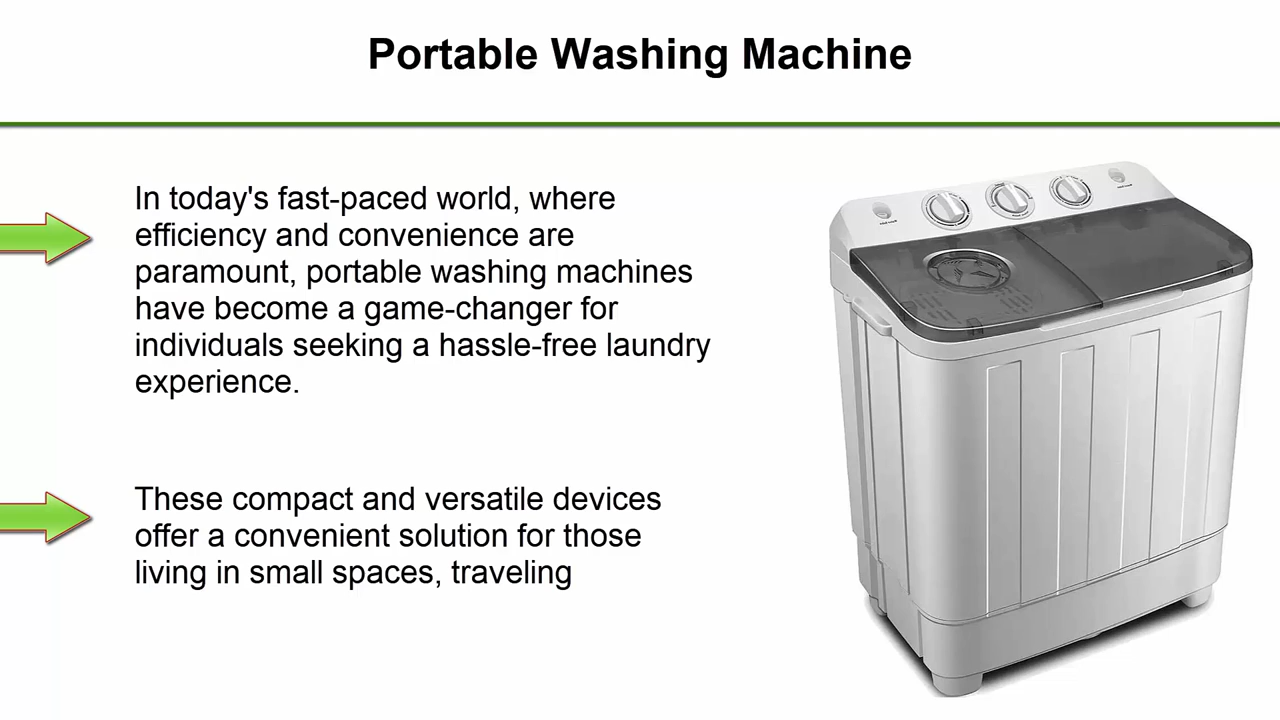 Portable Washing Machine
In today's fast-paced world, where
efficiency and convenience are
paramount, portable washing machines
have become a game-changer for
individuals seeking a hassle-free laundry
experience.
These compact and versatile devices
offer a convenient solution for those
living in small spaces, traveling